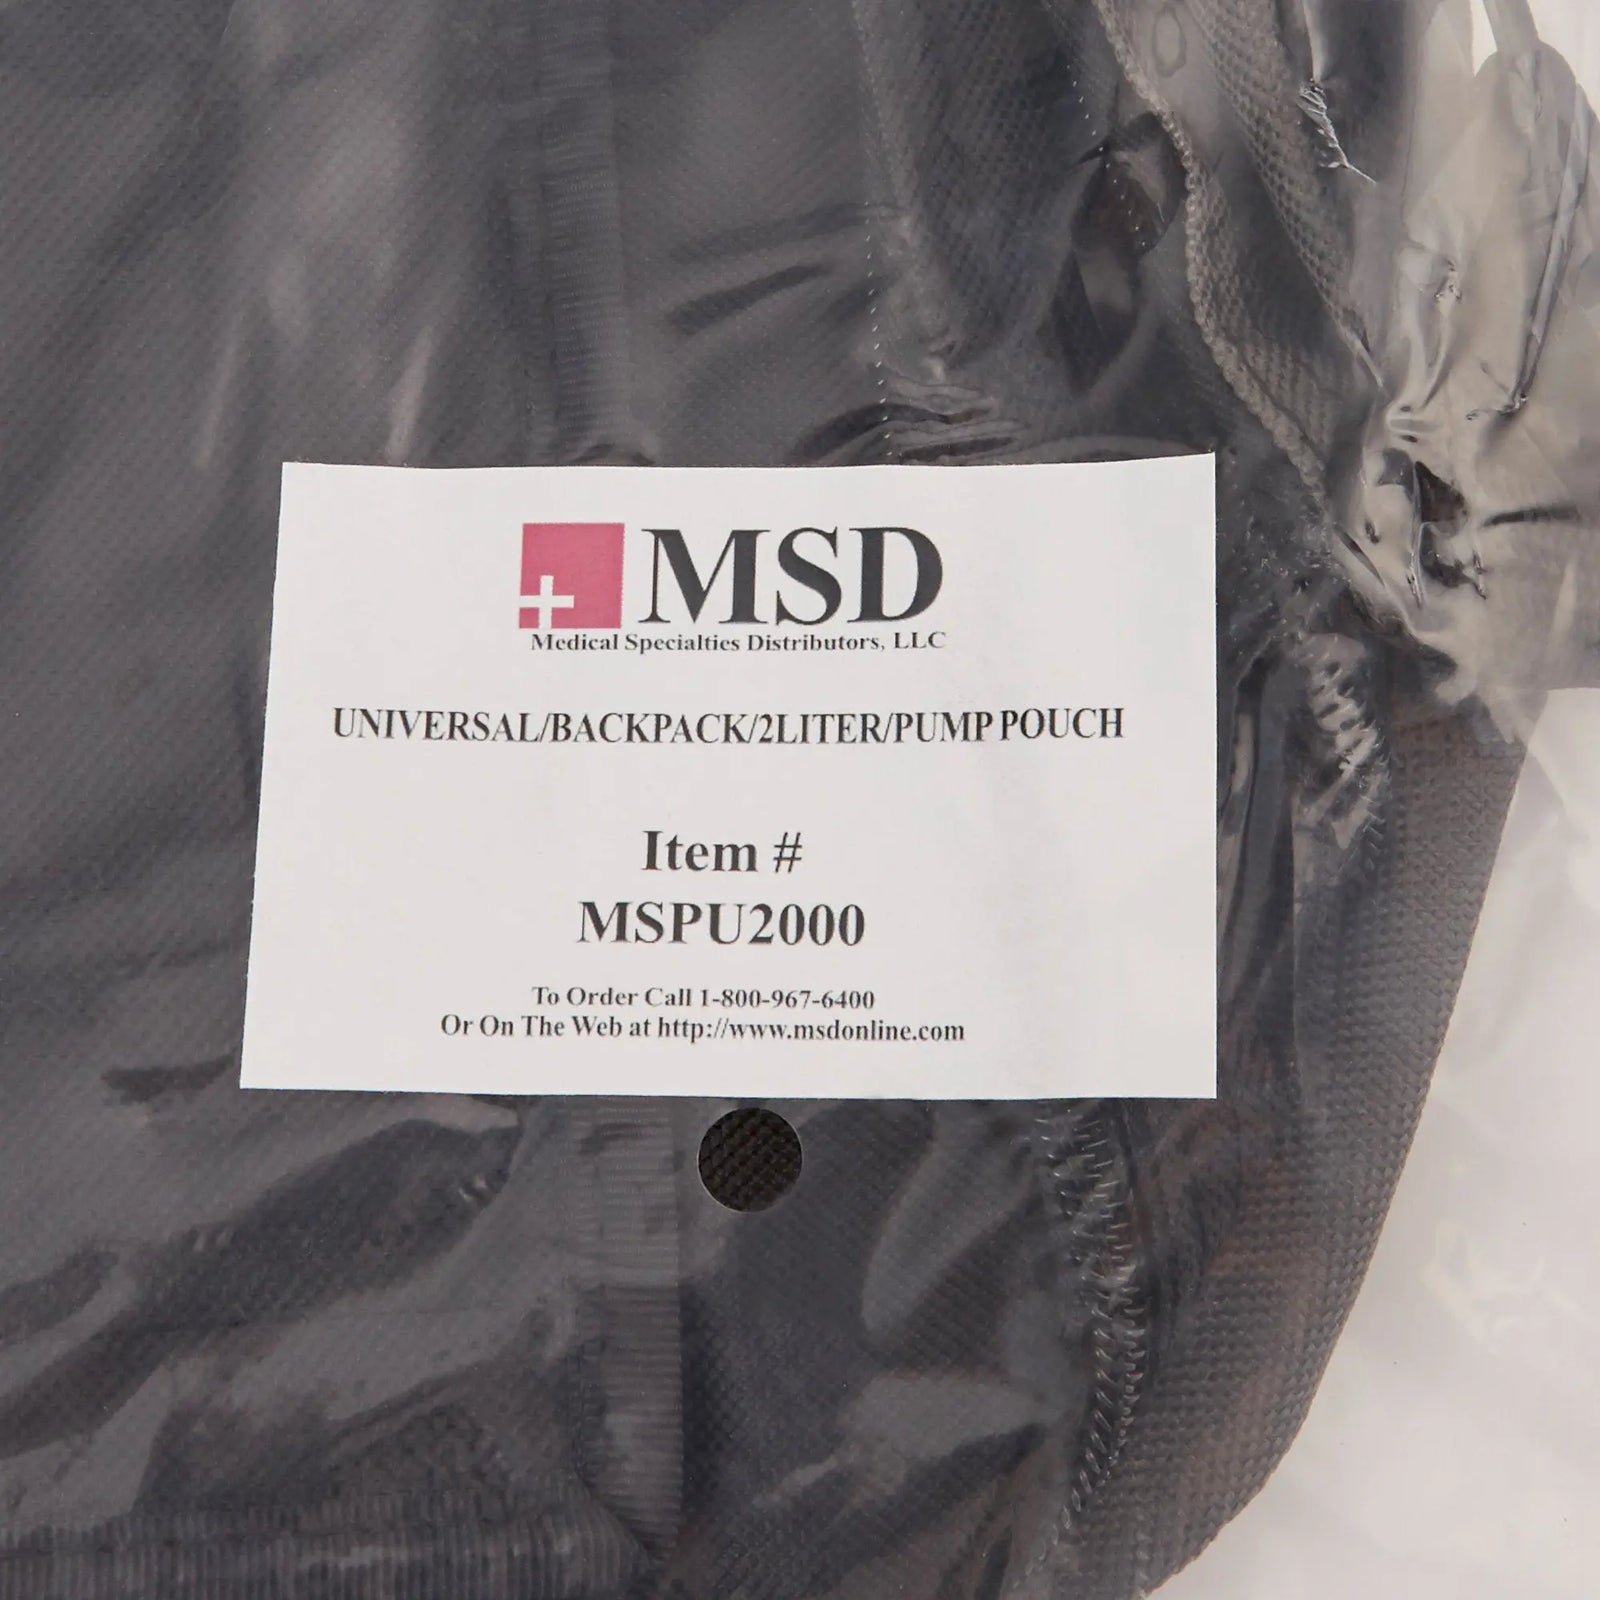 MSD
Medical Specialties Distributors, LLC
UNIVERSAL/BACKPACK/2LITER/PUMP POUCH
Item #
MSPU2000
To Order Call 1-800-967-6400
Or On The Web at http://www.msdonline.com